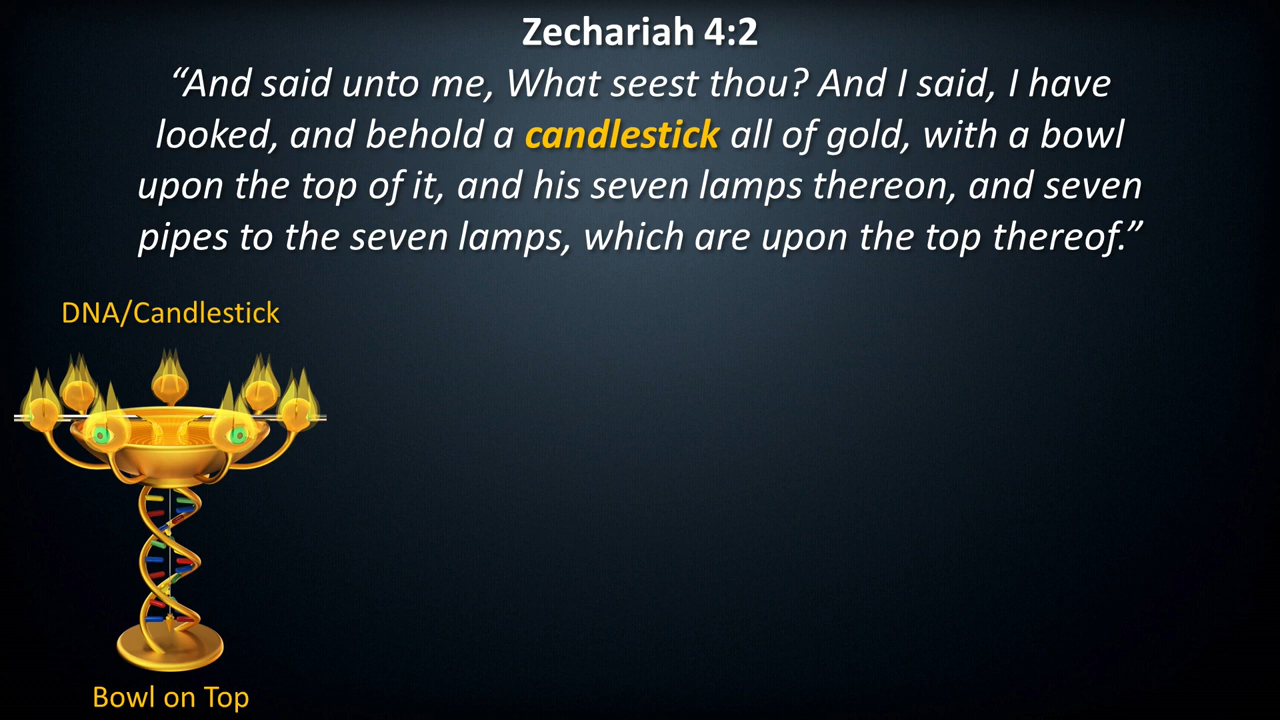 Zechariah 4:2
“And said unto me, What seest thou? And I said, I have
looked, and behold a candlestick all of gold, with a bowl
upon the top of it, and his seven lamps thereon, and seven
pipes to the seven lamps, which are upon the top thereof.”
DNA/Candlestick
Bowl on Top